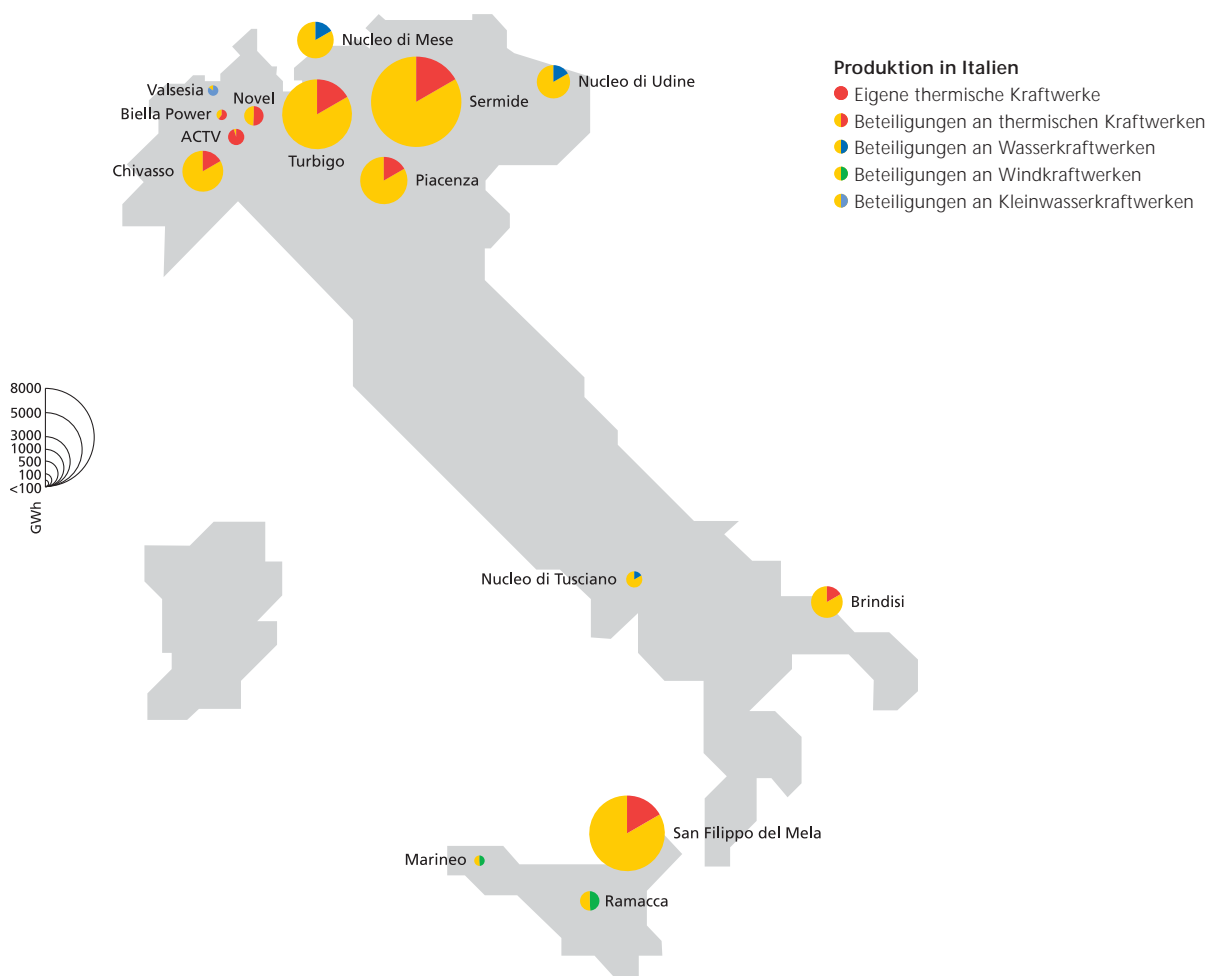 Nucleo di Mese
Nucleo di Udine
Valsesia
Novel
Biella Power
Sermide
ACTV
Turbigo
Chivasso
Piacenza
Produktion in Italien
Eigene thermische Kraftwerke
Beteiligungen an thermischen Kraftwerken
Beteiligungen an Wasserkraftwerken
Beteiligungen an Windkraftwerken
Beteiligungen an Kleinwasserkraftwerken
8000
5000
3000
1000
500
100
<100
GWh
Nucleo di Tusciano
Brindisi
San Filippo del Mela
Marineo
Ramacca